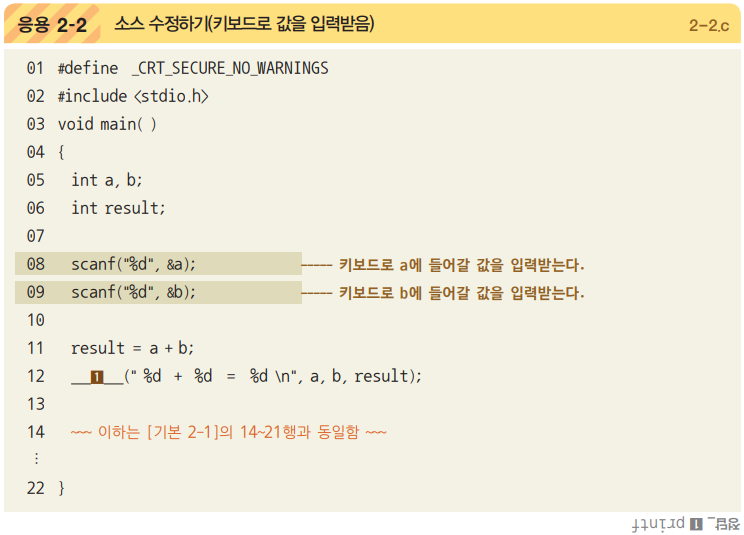 응용 2-2 소스 수정하기(키보드로 값을 입력받음) 2-2.c
01 #define _CRT_SECURE_NO_WARNINGS
02 #include <stdio.h>
03 void main( )
04 {
05 int a, b;
06 int result;
07
08 scanf("%d", &a); ----- 키보드로 a에 들어갈 값을 입력받는다.
09 scanf("%d", &b); ----- 키보드로 b에 들어갈 값을 입력받는다.
10
11 result = a + b;
12 __1__(" %d + %d = %d \n", a, b, result);
13
14 ~~~ 이하는 [기본 2-1]의 14~21행과 동일함 ~~~
⋮
22 }
정답_ 1 printf